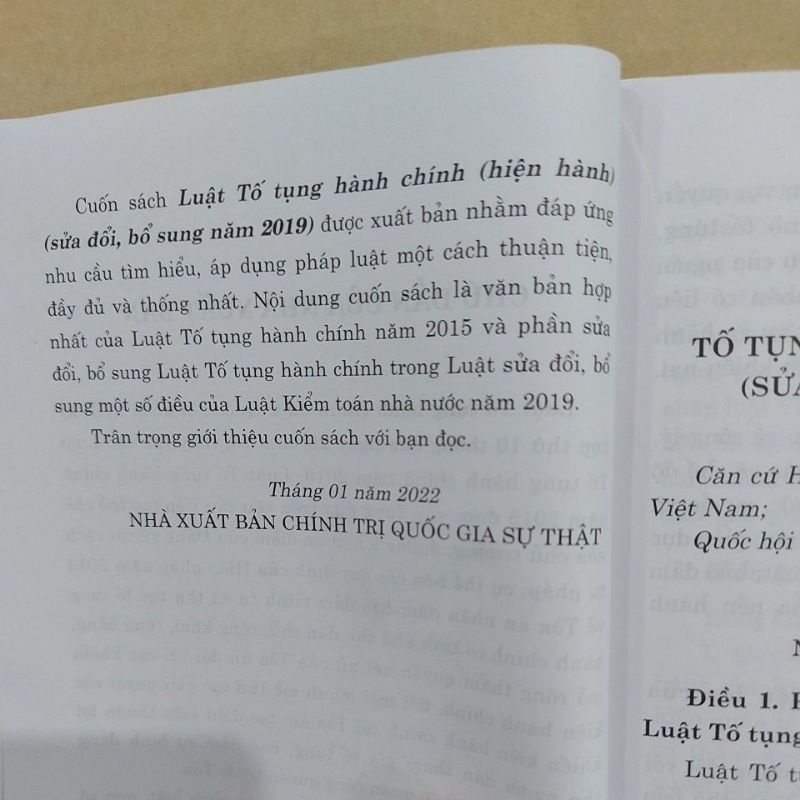 Cuốn sách Luật Tố tụng hành chính (hiện hành)
(sửa đổi, bổ sung năm 2019) được xuất bản nhằm đáp ứng
nhu cầu tìm hiểu, áp dụng pháp luật một cách thuận tiện,
đầy đủ và thống nhất. Nội dung cuốn sách là văn bản hợp
nhất của Luật Tố tụng hành chính năm 2015 và phần sửa
đổi, bổ sung Luật Tố tụng hành chính trong Luật sửa đổi, bổ
sung một số điều của Luật Kiểm toán nhà nước năm 2019.
Trân trọng giới thiệu cuốn sách với bạn đọc.
Tháng 01 năm 2022
NHÀ XUẤT BẢN CHÍNH TRỊ QUỐC GIA SỰ THẬT
TỐ TỤN
(SỬA
Căn cứ H
Việt Nam;
Quốc hội
Điều 1.
Luật Tố tụng
Luật Tố t